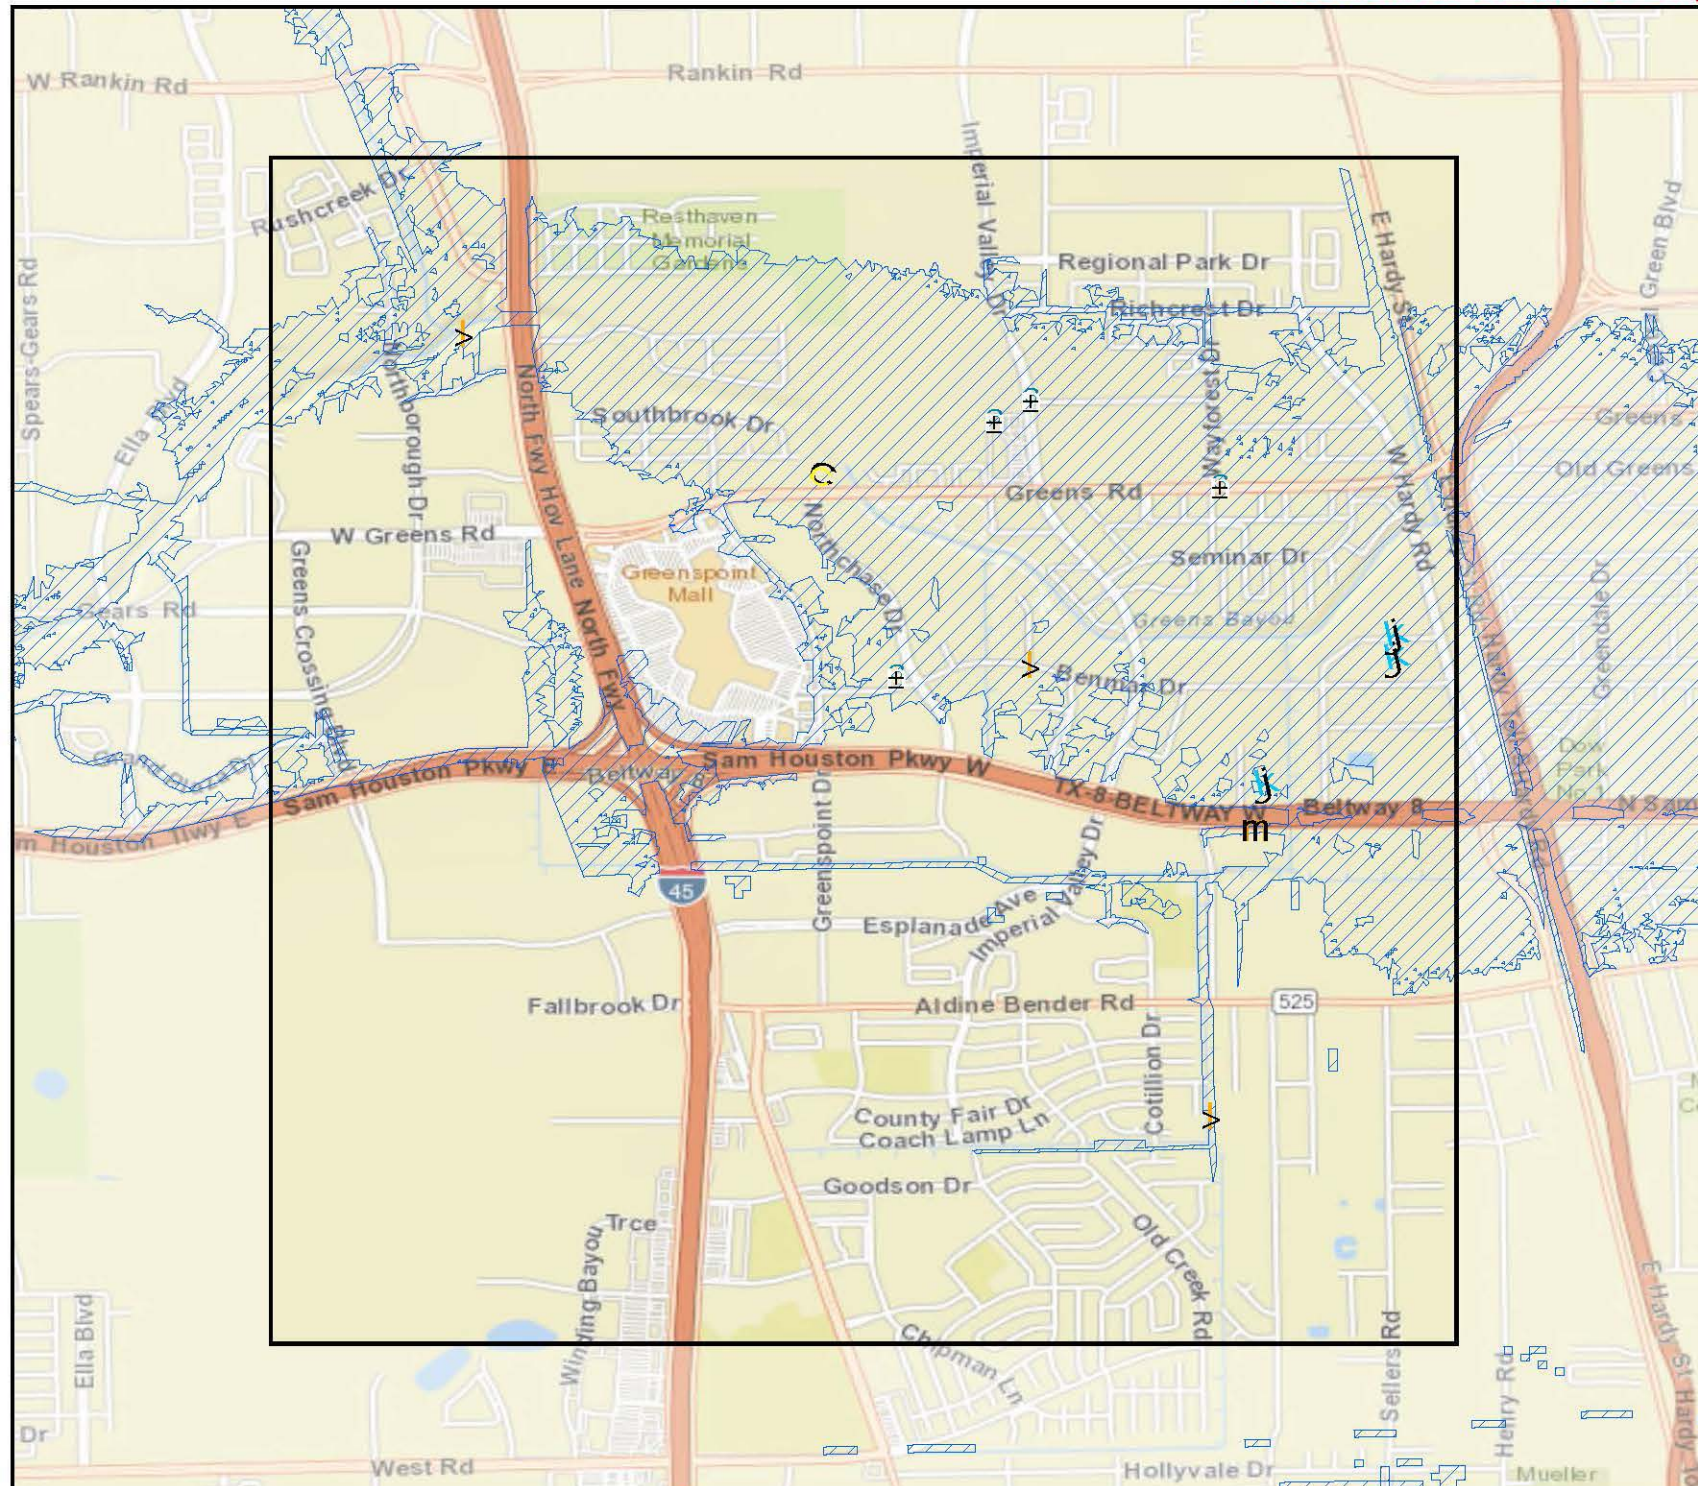 W Rankin Rd
Rankin Rd
Imperial Valley Dr
Rushcreek Dr
Resthaven
Memorial
Gardens
E Hardy St
Spears-Gears Rd
Regional Park Dr
Richcrest Dr
>
Northborough Dr
Ella Blvd
North Fwy Hov Lane North Fwy
Southbrook Dr
Wayforest Dr
±
±
±
C
Greens Rd
Greens
Old Greens
W Hardy Rd
W Greens Rd
Northchase Dr
Greenspoint
Mall
Seminar Dr
Gears Rd
Greens Crossing Blvd
Greens Bayou
Greendale Dr
j
j
>
Benmar Dr
±
Dow
Park
No.1
Sam Houston Pkwy E
Beltway 8
Sam Houston Pkwy W
TX-8-BELTWAY W
j
Beltway 8
N Sam
m
m Houston Hwy E
45
Greenspoint Dr
Esplanade Ave
Imperial Valley Dr
Fallbrook Dr
Aldine Bender Rd
525
Cotillion Dr
County Fair Dr
Coach Lamp Ln
>
Goodson Dr
Trce
Winding Bayou
Old Creek Rd
Chipman Ln
Ella Blvd
Sellers Rd
Henry Rd
E Hardy St
Hardy
Dr
West Rd
Hollyvale Dr
Mueller